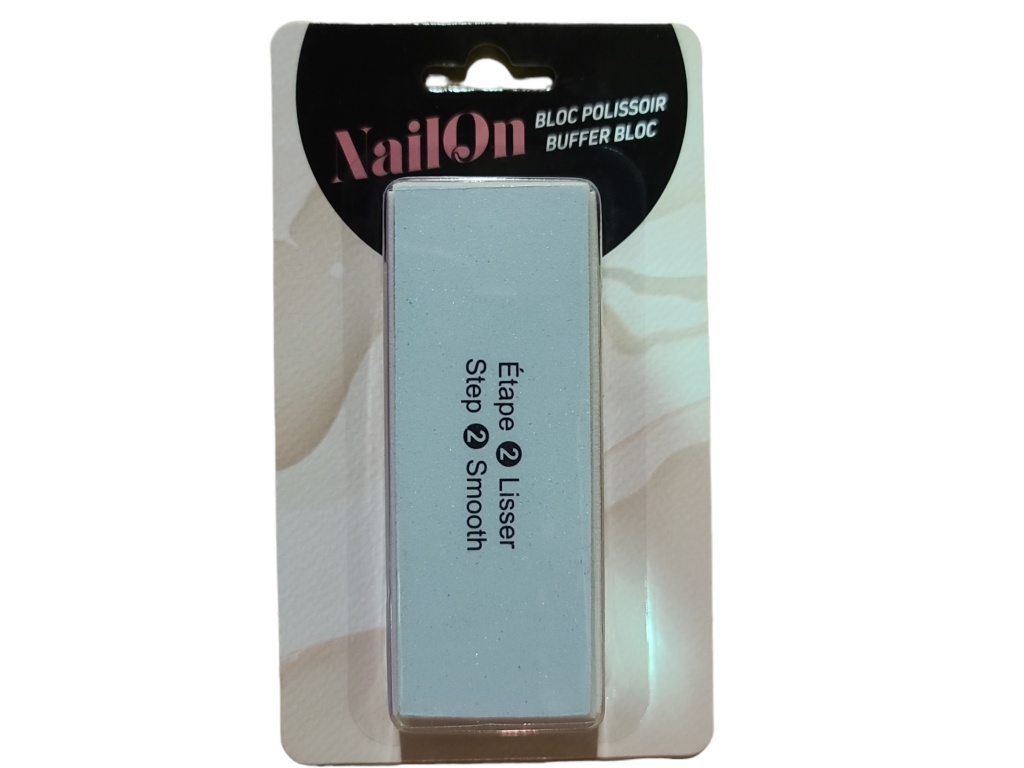 NailOn
BLOC POLISSOIR
BUFFER BLOC
Étape 2 Lisser
Step 2 Smooth